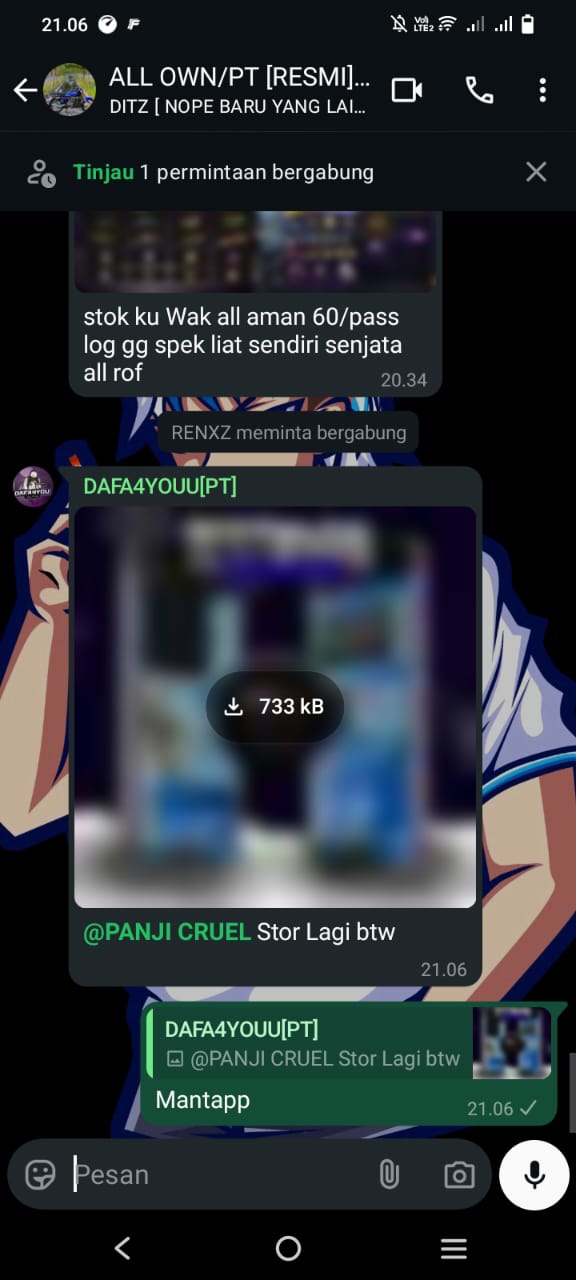 21.06
Vo))
LTE2
ALL OWN/PT [RESMI]...
DITZ [ NOPE BARU YANG LAI...
Tinjau 1 permintaan bergabung
stok ku Wak all aman 60/pass
log gg spek liat sendiri senjata
all rof
20.34
RENXZ meminta bergabung
DAFA4YOU
DAFA4YOUU[PT]
733 kB
@PANJI CRUEL Stor Lagi btw
21.06
DAFA4YOUU[PT]
@PANJI CRUEL Stor Lagi btw
Mantapp
21.06
Pesan